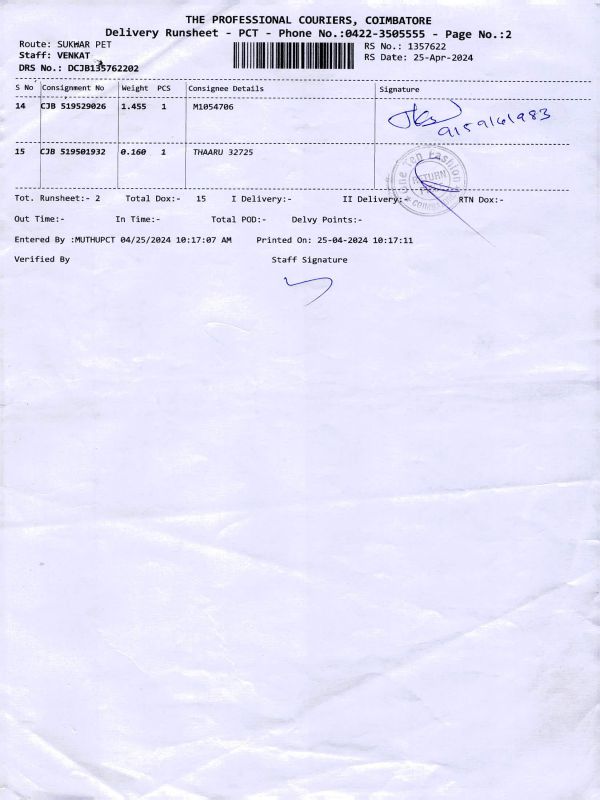 THE PROFESSIONAL COURIERS, COIMBATORE
Delivery Runsheet - PCT - Phone No.:0422-3505555 - Page No.:2
Route: SUKWAR PET RS No.: 1357622
Staff: VENKAT RS Date: 25-Apr-2024
DRS No.: DCJB135762202
S No Consignment No Weight PCS Consignee Details Signature
14 CJB 519529026 1.455 1 M1054706
9159161983
15 CJB 519501932 0.160 1 THAARU 32725
One Ten Fashion
RETURN
Tot. Runsheet:- 2 Total Dox:- 15 I Delivery:- II Delivery:- RTN Dox:-
Out Time:- In Time:- Total POD:- Delvy Points:-
Entered By :MUTHUPCT 04/25/2024 10:17:07 AM Printed On: 25-04-2024 10:17:11
Verified By Staff Signature